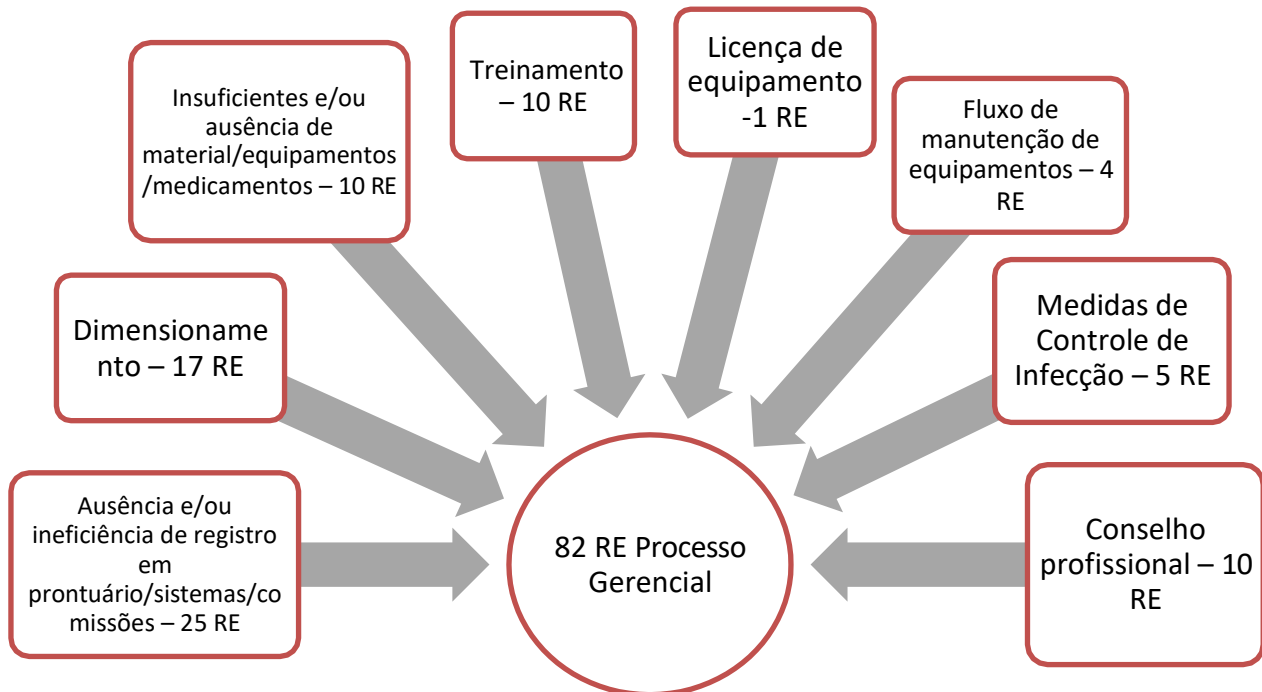 Ausência e/ou
ineficiência de registro
em
prontuário/sistemas/co
missões – 25 RE
Dimensioname
nto – 17 RE
Insuficientes e/ou
ausência de
material/equipamentos
/medicamentos – 10 RE
Treinamento
– 10 RE
Licença de
equipamento
-1 RE
Fluxo de
manutenção de
equipamentos – 4
RE
Medidas de
Controle de
Infecção – 5 RE
Conselho
profissional – 10
RE
82 RE Processo
Gerencial